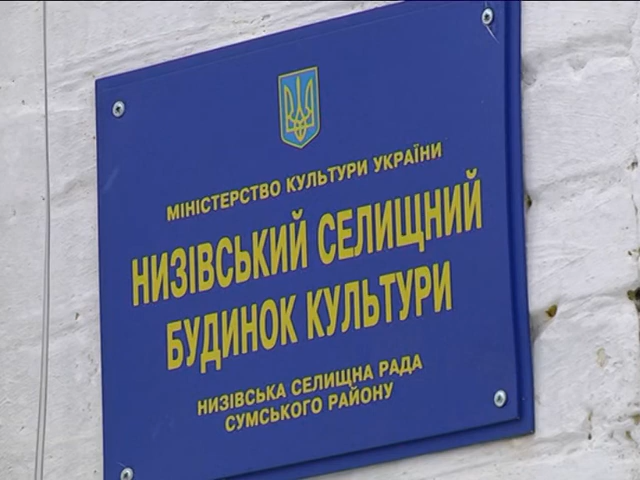 МІНІСТЕРСТВО КУЛЬТУРИ УКРАЇНИ
НИЗІВСЬКИЙ СЕЛИЩНИЙ
БУДИНОК КУЛЬТУРИ
НИЗІВСЬКА СЕЛИЩНА РАДА
СУМСЬКОГО РАЙОНУ